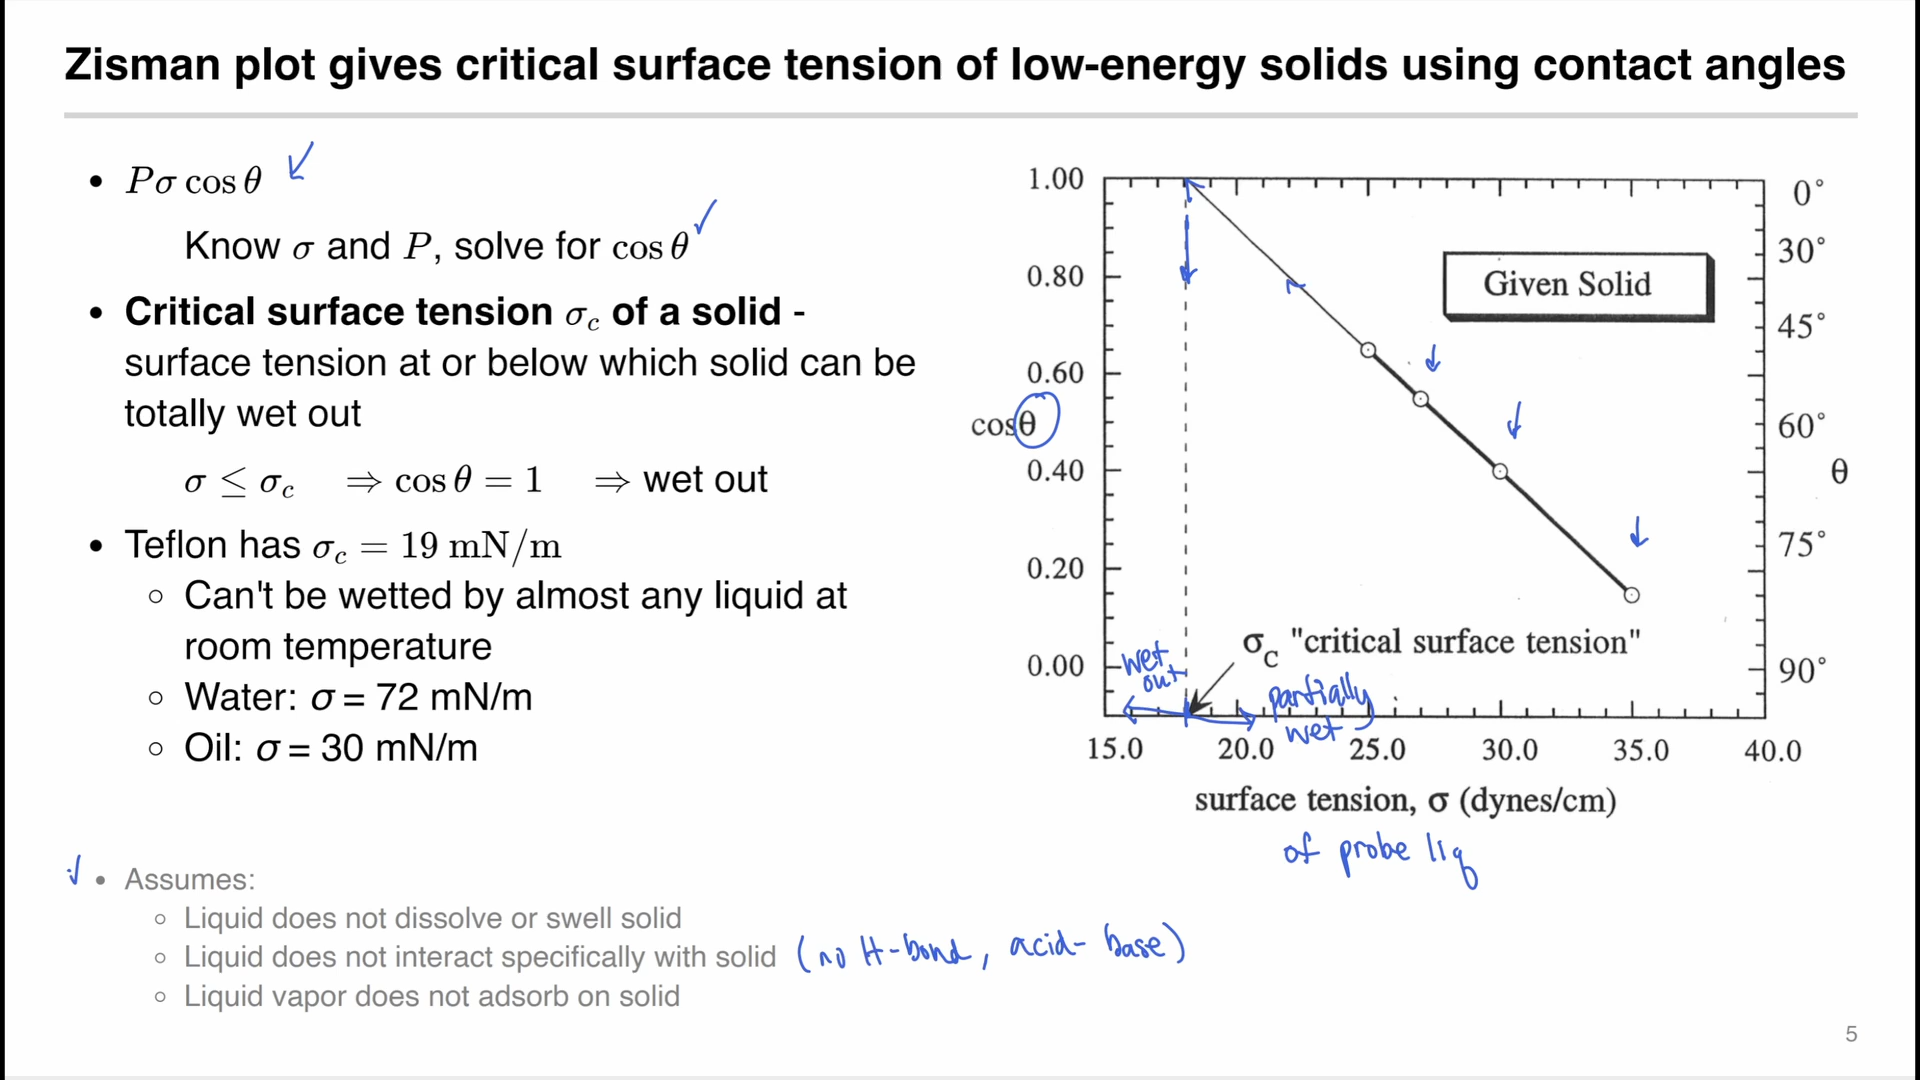 Zisman plot gives critical surface tension of low-energy solids using contact angles
• Pσ cos θ
Know σ and P, solve for cos θ
• Critical surface tension σc of a solid -
surface tension at or below which solid can be
totally wet out
σ ≤ σc ⇒ cos θ = 1 ⇒ wet out
• Teflon has σc = 19 mN/m
◦ Can't be wetted by almost any liquid at
room temperature
◦ Water: σ = 72 mN/m
◦ Oil: σ = 30 mN/m
• Assumes:
◦ Liquid does not dissolve or swell solid
◦ Liquid does not interact specifically with solid (no H-bond, acid-base)
◦ Liquid vapor does not adsorb on solid
1.00
0.80
0.60
cosθ
0.40
0.20
0.00
Given Solid
0°
30°
45°
60°
θ
75°
90°
σC "critical surface tension"
wet
out
partially
wet
15.0 20.0 25.0 30.0 35.0 40.0
surface tension, σ (dynes/cm)
of probe liq
5